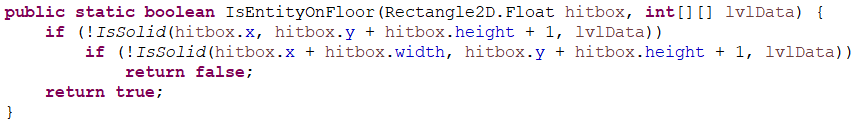 public static boolean IsEntityOnFloor(Rectangle2D.Float hitbox, int[][] lvlData) {
    if (!IsSolid(hitbox.x, hitbox.y + hitbox.height + 1, lvlData))
        if (!IsSolid(hitbox.x + hitbox.width, hitbox.y + hitbox.height + 1, lvlData))
            return false;
    return true;
}